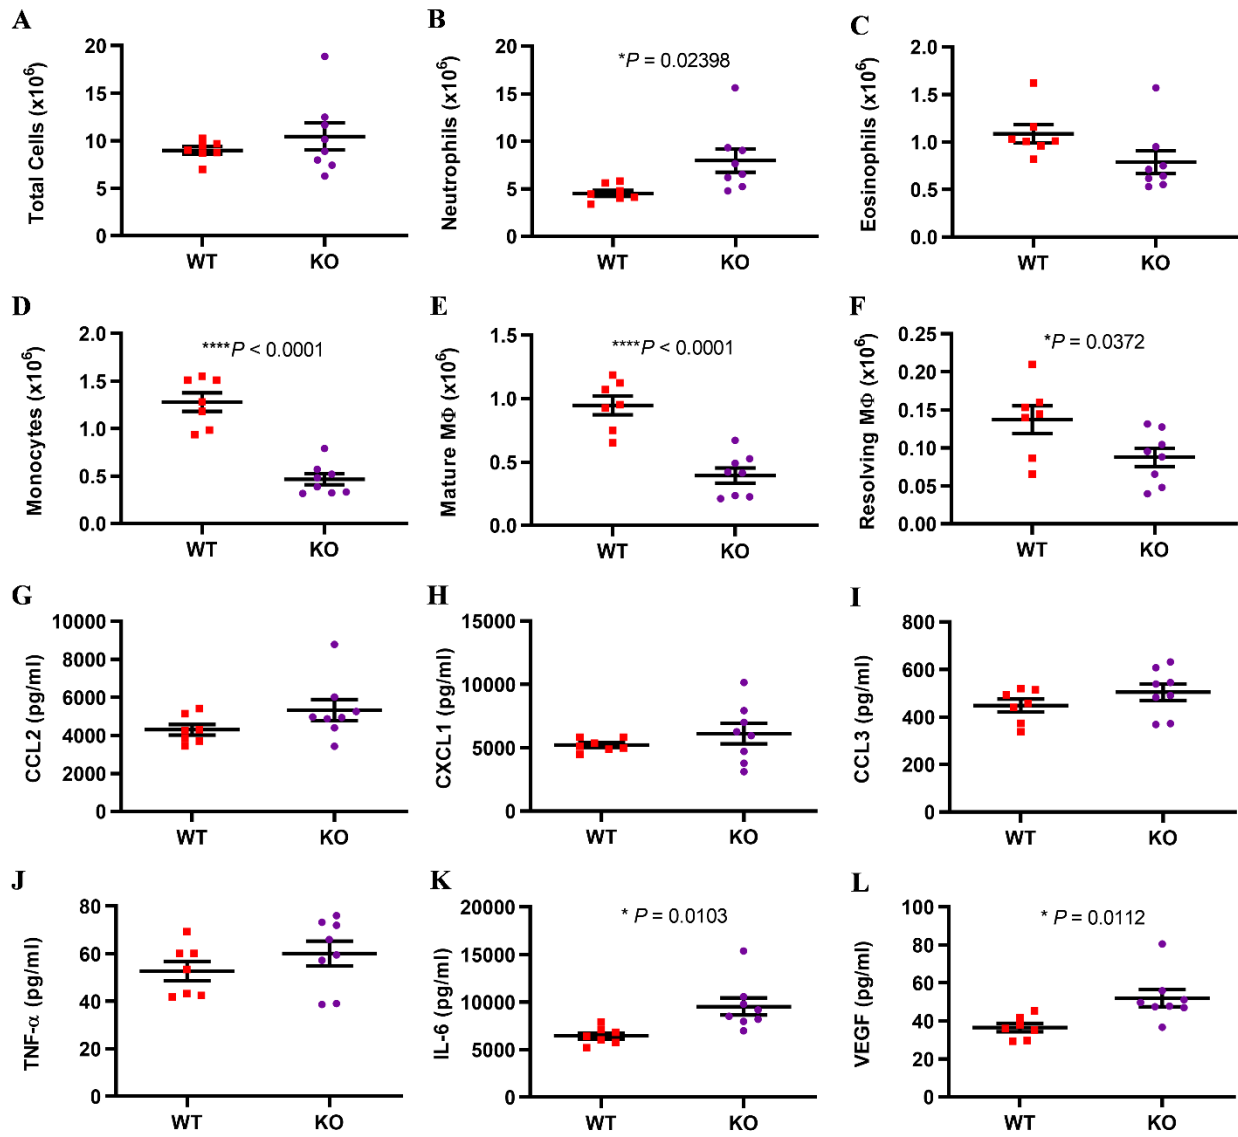 A
Total Cells (x10⁶)
20
15
10
5
0
WT KO
B
Neutrophils (x10⁶)
20
15
10
5
0
*P = 0.02398
WT KO
C
Eosinophils (x10⁶)
2.0
1.5
1.0
0.5
0.0
WT KO
D
Monocytes (x10⁶)
2.0
1.5
1.0
0.5
0.0
****P < 0.0001
WT KO
E
Mature MΦ (x10⁶)
1.5
1.0
0.5
0.0
****P < 0.0001
WT KO
F
Resolving MΦ (x10⁶)
0.25
0.20
0.15
0.10
0.05
0.00
*P = 0.0372
WT KO
G
CCL2 (pg/ml)
10000
8000
6000
4000
2000
0
WT KO
H
CXCL1 (pg/ml)
15000
10000
5000
0
WT KO
I
CCL3 (pg/ml)
800
600
400
200
0
WT KO
J
TNF-α (pg/ml)
80
60
40
20
0
WT KO
K
IL-6 (pg/ml)
20000
15000
10000
5000
0
* P = 0.0103
WT KO
L
VEGF (pg/ml)
100
80
60
40
20
0
* P = 0.0112
WT KO